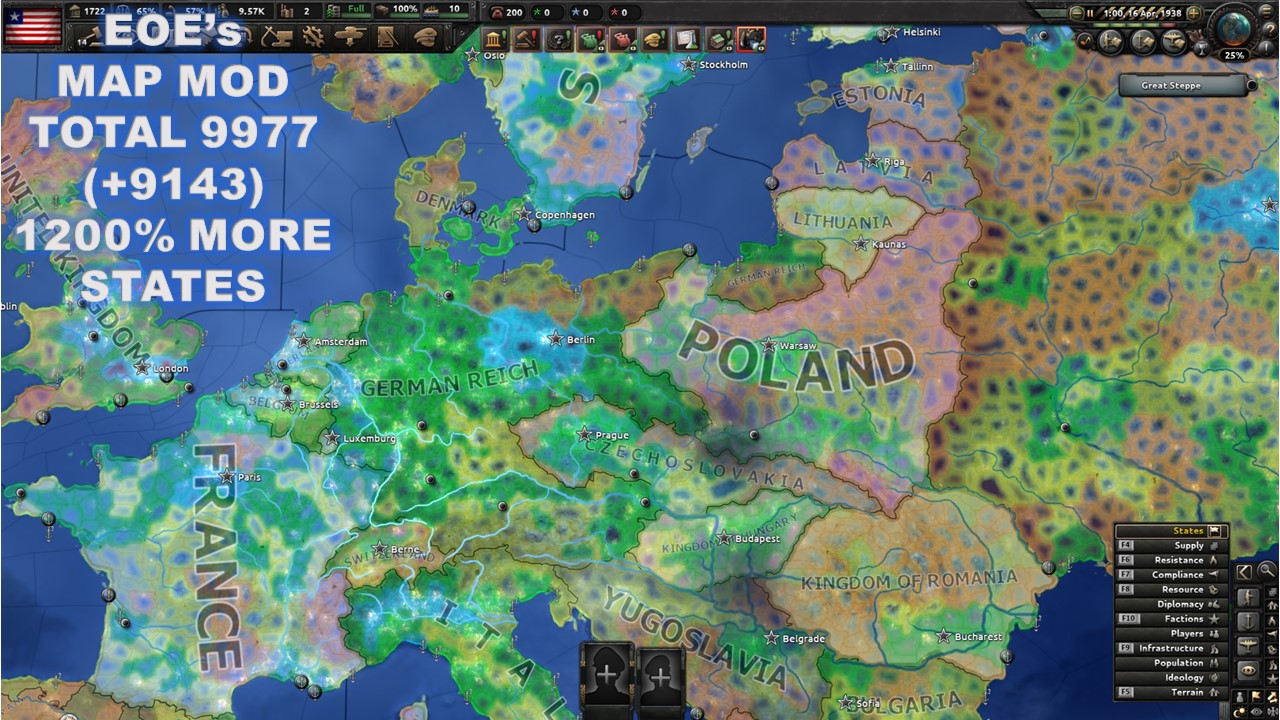 1722 65% 57% 9.57K 2 Full 100% 10 200 0 0 0 1:00, 16 Apr, 1938
14
25%
EOE's
MAP MOD
TOTAL 9977
(+9143)
1200% MORE
STATES
Great Steppe
Oslo
Stockholm
Helsinki
Tallinn
S
ESTONIA
Riga
LATVIA
LITHUANIA
Kaunas
DENMARK
Copenhagen
UNITED KINGDOM
blin
London
GERMAN REICH
Amsterdam
Berlin
GERMAN REICH
POLAND
Warsaw
BELG
Brussels
Luxemburg
Prague
CZECHOSLOVAKIA
FRANCE
Paris
SWITZERLAND
Berne
KINGDOM HUNGARY
Budapest
KINGDOM OF ROMANIA
ITA
YUGOSLAVIA
Belgrade
Bucharest
BULGARIA
Sofia
States
F4 Supply
F6 Resistance
F7 Compliance
F8 Resource
Diplomacy
F10 Factions
Players
F9 Infrastructure
Population
Ideology
F5 Terrain